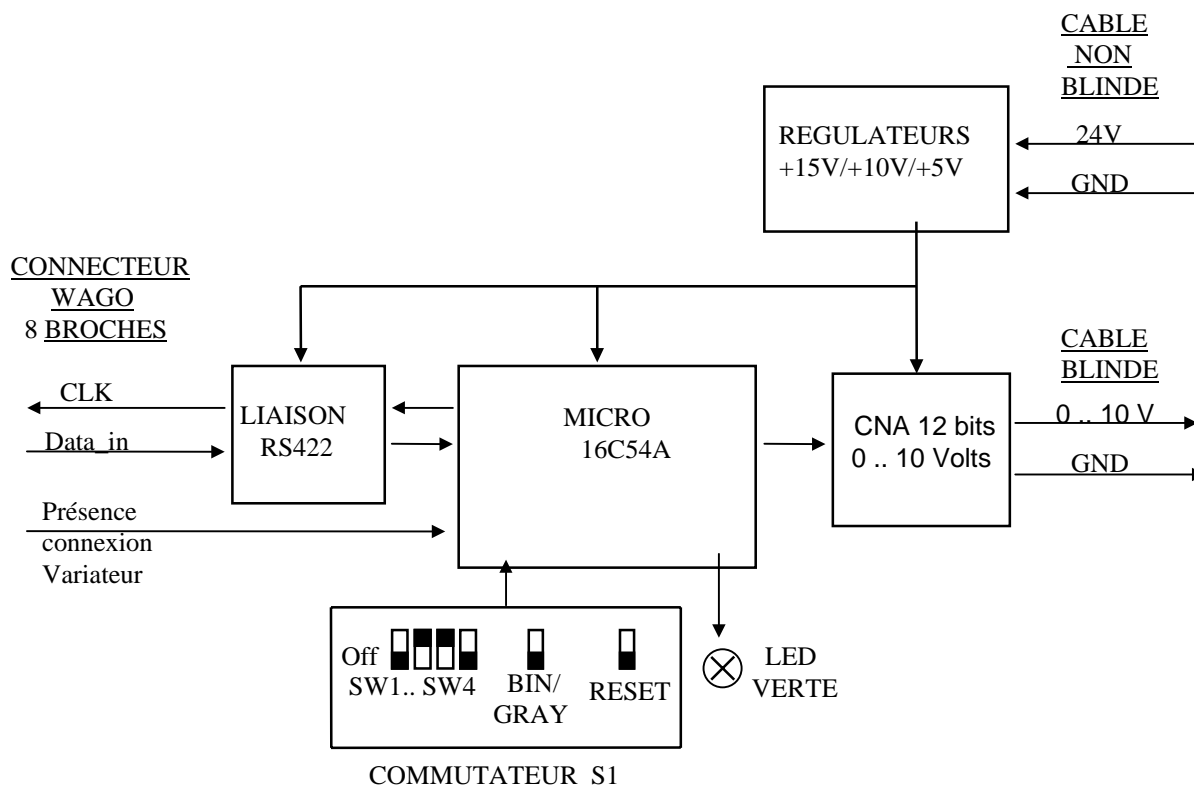 CABLE
NON
BLINDE
REGULATEURS
+15V/+10V/+5V
24V
GND
CONNECTEUR
WAGO
8 BROCHES
CABLE
BLINDE
CLK
Data_in
LIAISON
RS422
MICRO
16C54A
CNA 12 bits
0 .. 10 Volts
0 .. 10 V
GND
Présence
connexion
Variateur
Off
SW1.. SW4
BIN/
GRAY
RESET
LED
VERTE
COMMUTATEUR S1